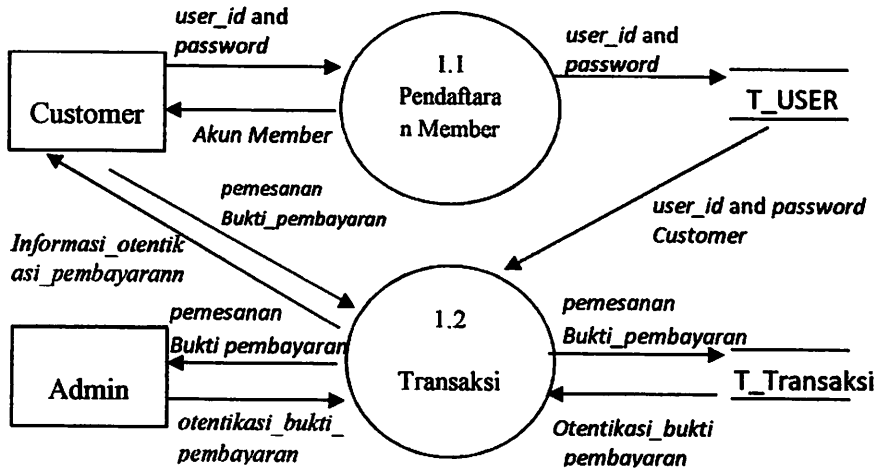 user_id and
password
Customer
Akun Member
1.1
Pendaftara
n Member
user_id and
password
T_USER
pemesanan
Bukti_pembayaran
Informasi_otentik
asi_pembayarann
user_id and password
Customer
pemesanan
Bukti pembayaran
Admin
otentikasi_bukti_
pembayaran
1.2
Transaksi
pemesanan
Bukti_pembayaran
T_Transaksi
Otentikasi_bukti
pembayaran